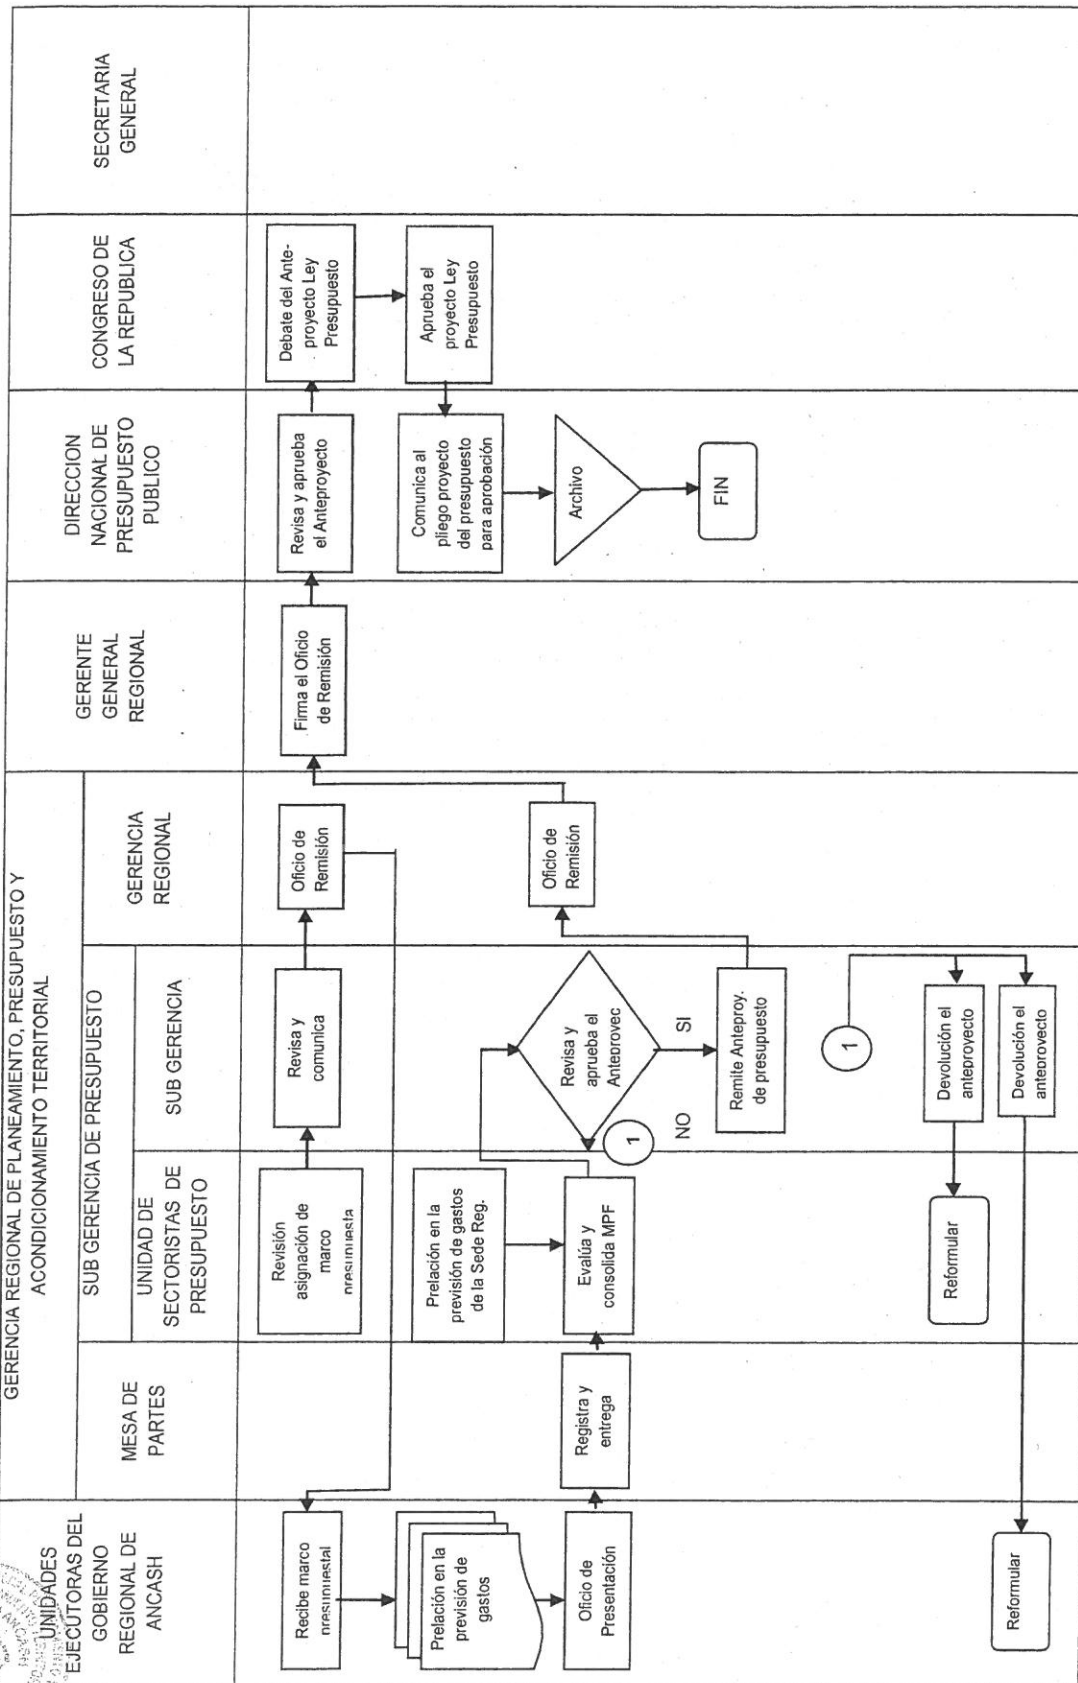 GERENCIA REGIONAL DE PLANEAMIENTO, PRESUPUESTO Y
ACONDICIONAMIENTO TERRITORIAL
SUB GERENCIA DE PRESUPUESTO
UNIDADES
EJECUTORAS DEL
GOBIERNO
REGIONAL DE
ANCASH
MESA DE
PARTES
UNIDAD DE
SECTORISTAS DE
PRESUPUESTO
SUB GERENCIA
GERENCIA
REGIONAL
GERENTE
GENERAL
REGIONAL
DIRECCION
NACIONAL DE
PRESUPUESTO
PUBLICO
CONGRESO DE
LA REPUBLICA
SECRETARIA
GENERAL
Recibe marco
presupuestal
Revisión
asignación de
marco
presupuesta
Revisa y
comunica
Oficio de
Remisión
Firma el Oficio
de Remisión
Revisa y aprueba
el Anteproyecto
Debate del Ante-
proyecto Ley
Presupuesto
Prelación en la
previsión de
gastos
Prelación en la
previsión de gastos
de la Sede Reg.
Comunica al
pliego proyecto
del presupuesto
para aprobación
Aprueba el
proyecto Ley
Presupuesto
Oficio de
Presentación
Registra y
entrega
Evalúa y
consolida MPF
Revisa y
aprueba el
Anteprovec
Oficio de
Remisión
Archivo
1
NO
SI
Remite Anteproy.
de presupuesto
FIN
1
Reformular
Devolución el
anteproyecto
Reformular
Devolución el
anteprovecto